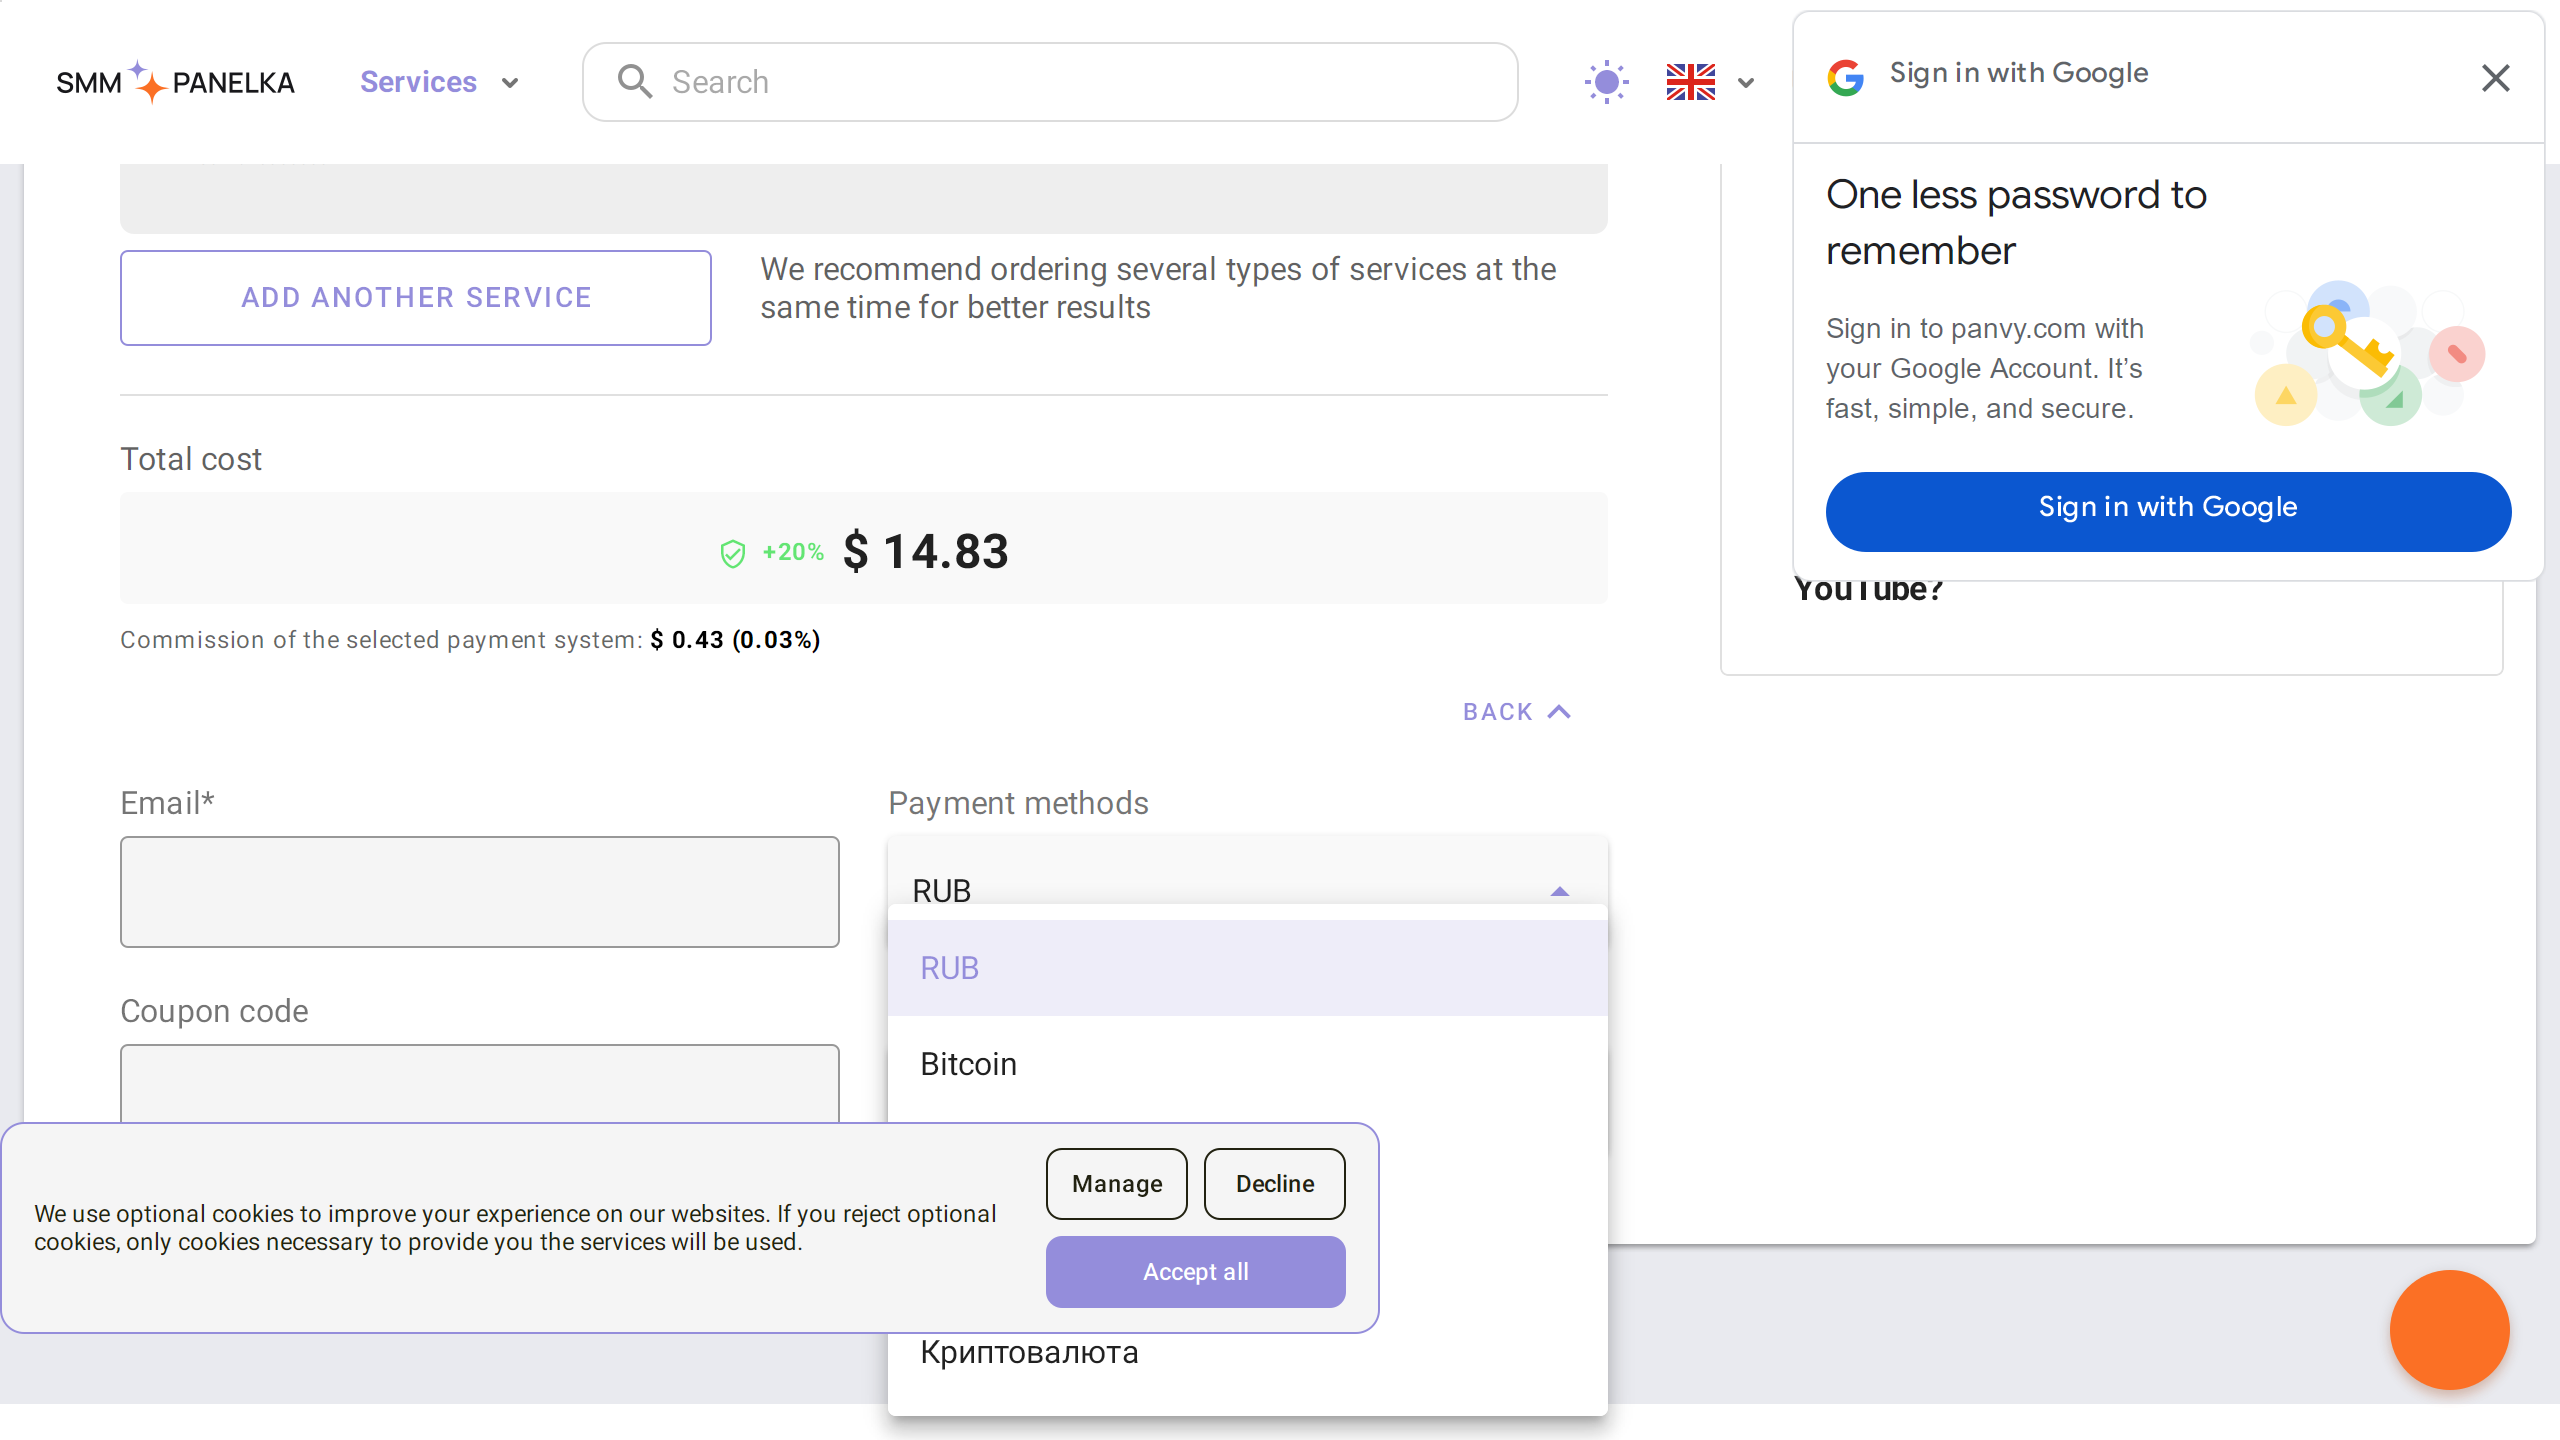 SMM PANELKA
Services
Search
Sign in with Google
One less password to
remember
Sign in to panvy.com with
your Google Account. It’s
fast, simple, and secure.
Sign in with Google
YouTube?
ADD ANOTHER SERVICE
We recommend ordering several types of services at the
same time for better results
Total cost
+20% $ 14.83
Commission of the selected payment system: $ 0.43 (0.03%)
BACK
Email*
Payment methods
RUB
RUB
Bitcoin
Криптовалюта
Coupon code
We use optional cookies to improve your experience on our websites. If you reject optional
cookies, only cookies necessary to provide you the services will be used.
Manage
Decline
Accept all